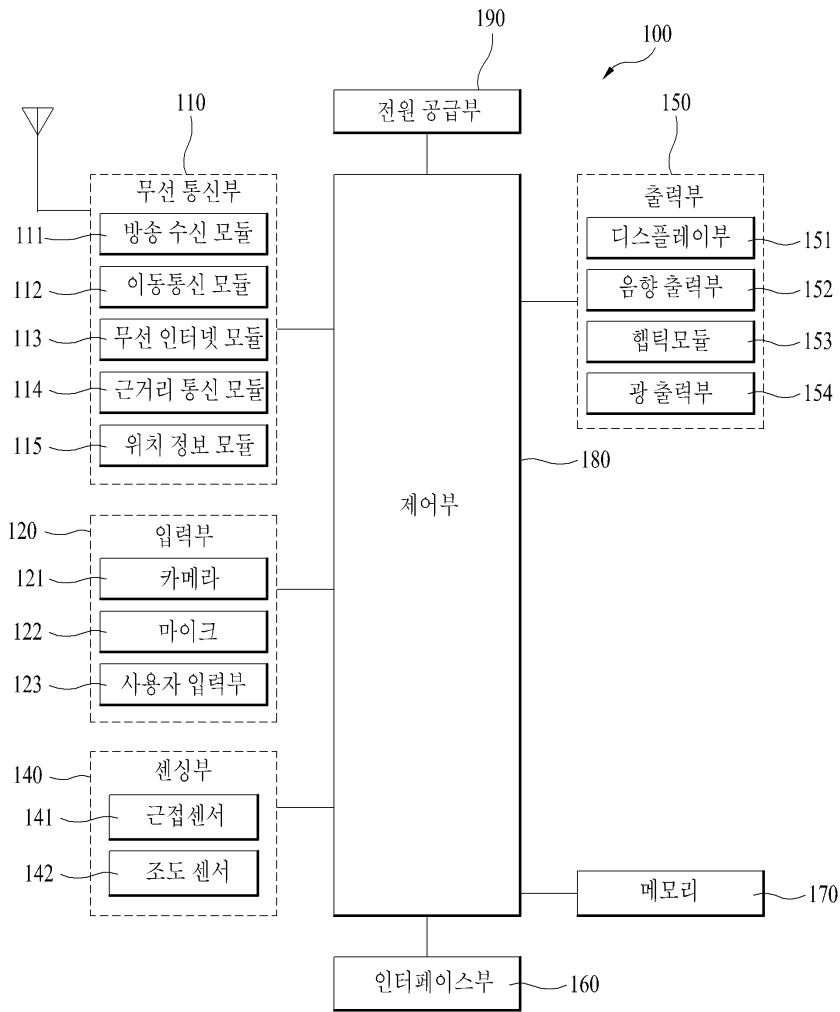 190
100
전원 공급부
110
무선 통신부
111 방송 수신 모듈
112 이동통신 모듈
113 무선 인터넷 모듈
114 근거리 통신 모듈
115 위치 정보 모듈
120 입력부
121 카메라
122 마이크
123 사용자 입력부
140 센싱부
141 근접센서
142 조도 센서
제어부
180
150
출력부
디스플레이부 151
음향 출력부 152
햅틱모듈 153
광 출력부 154
메모리 170
인터페이스부 160